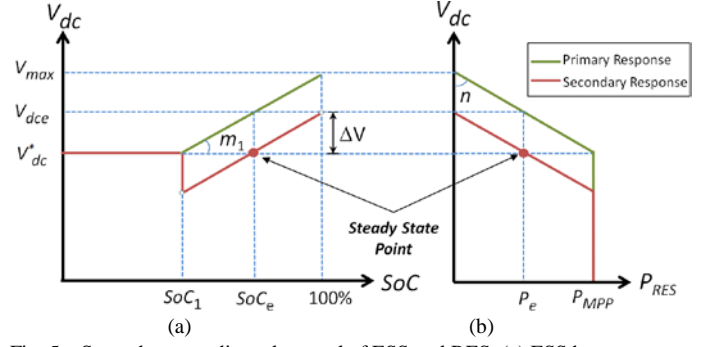 V_dc
V_max
V_dce
V*_dc
m_1
ΔV
SoC_1
SoC_e
100%
SoC
(a)
Steady State
Point
V_dc
n
Primary Response
Secondary Response
P_e
P_MPP
P_RES
(b)